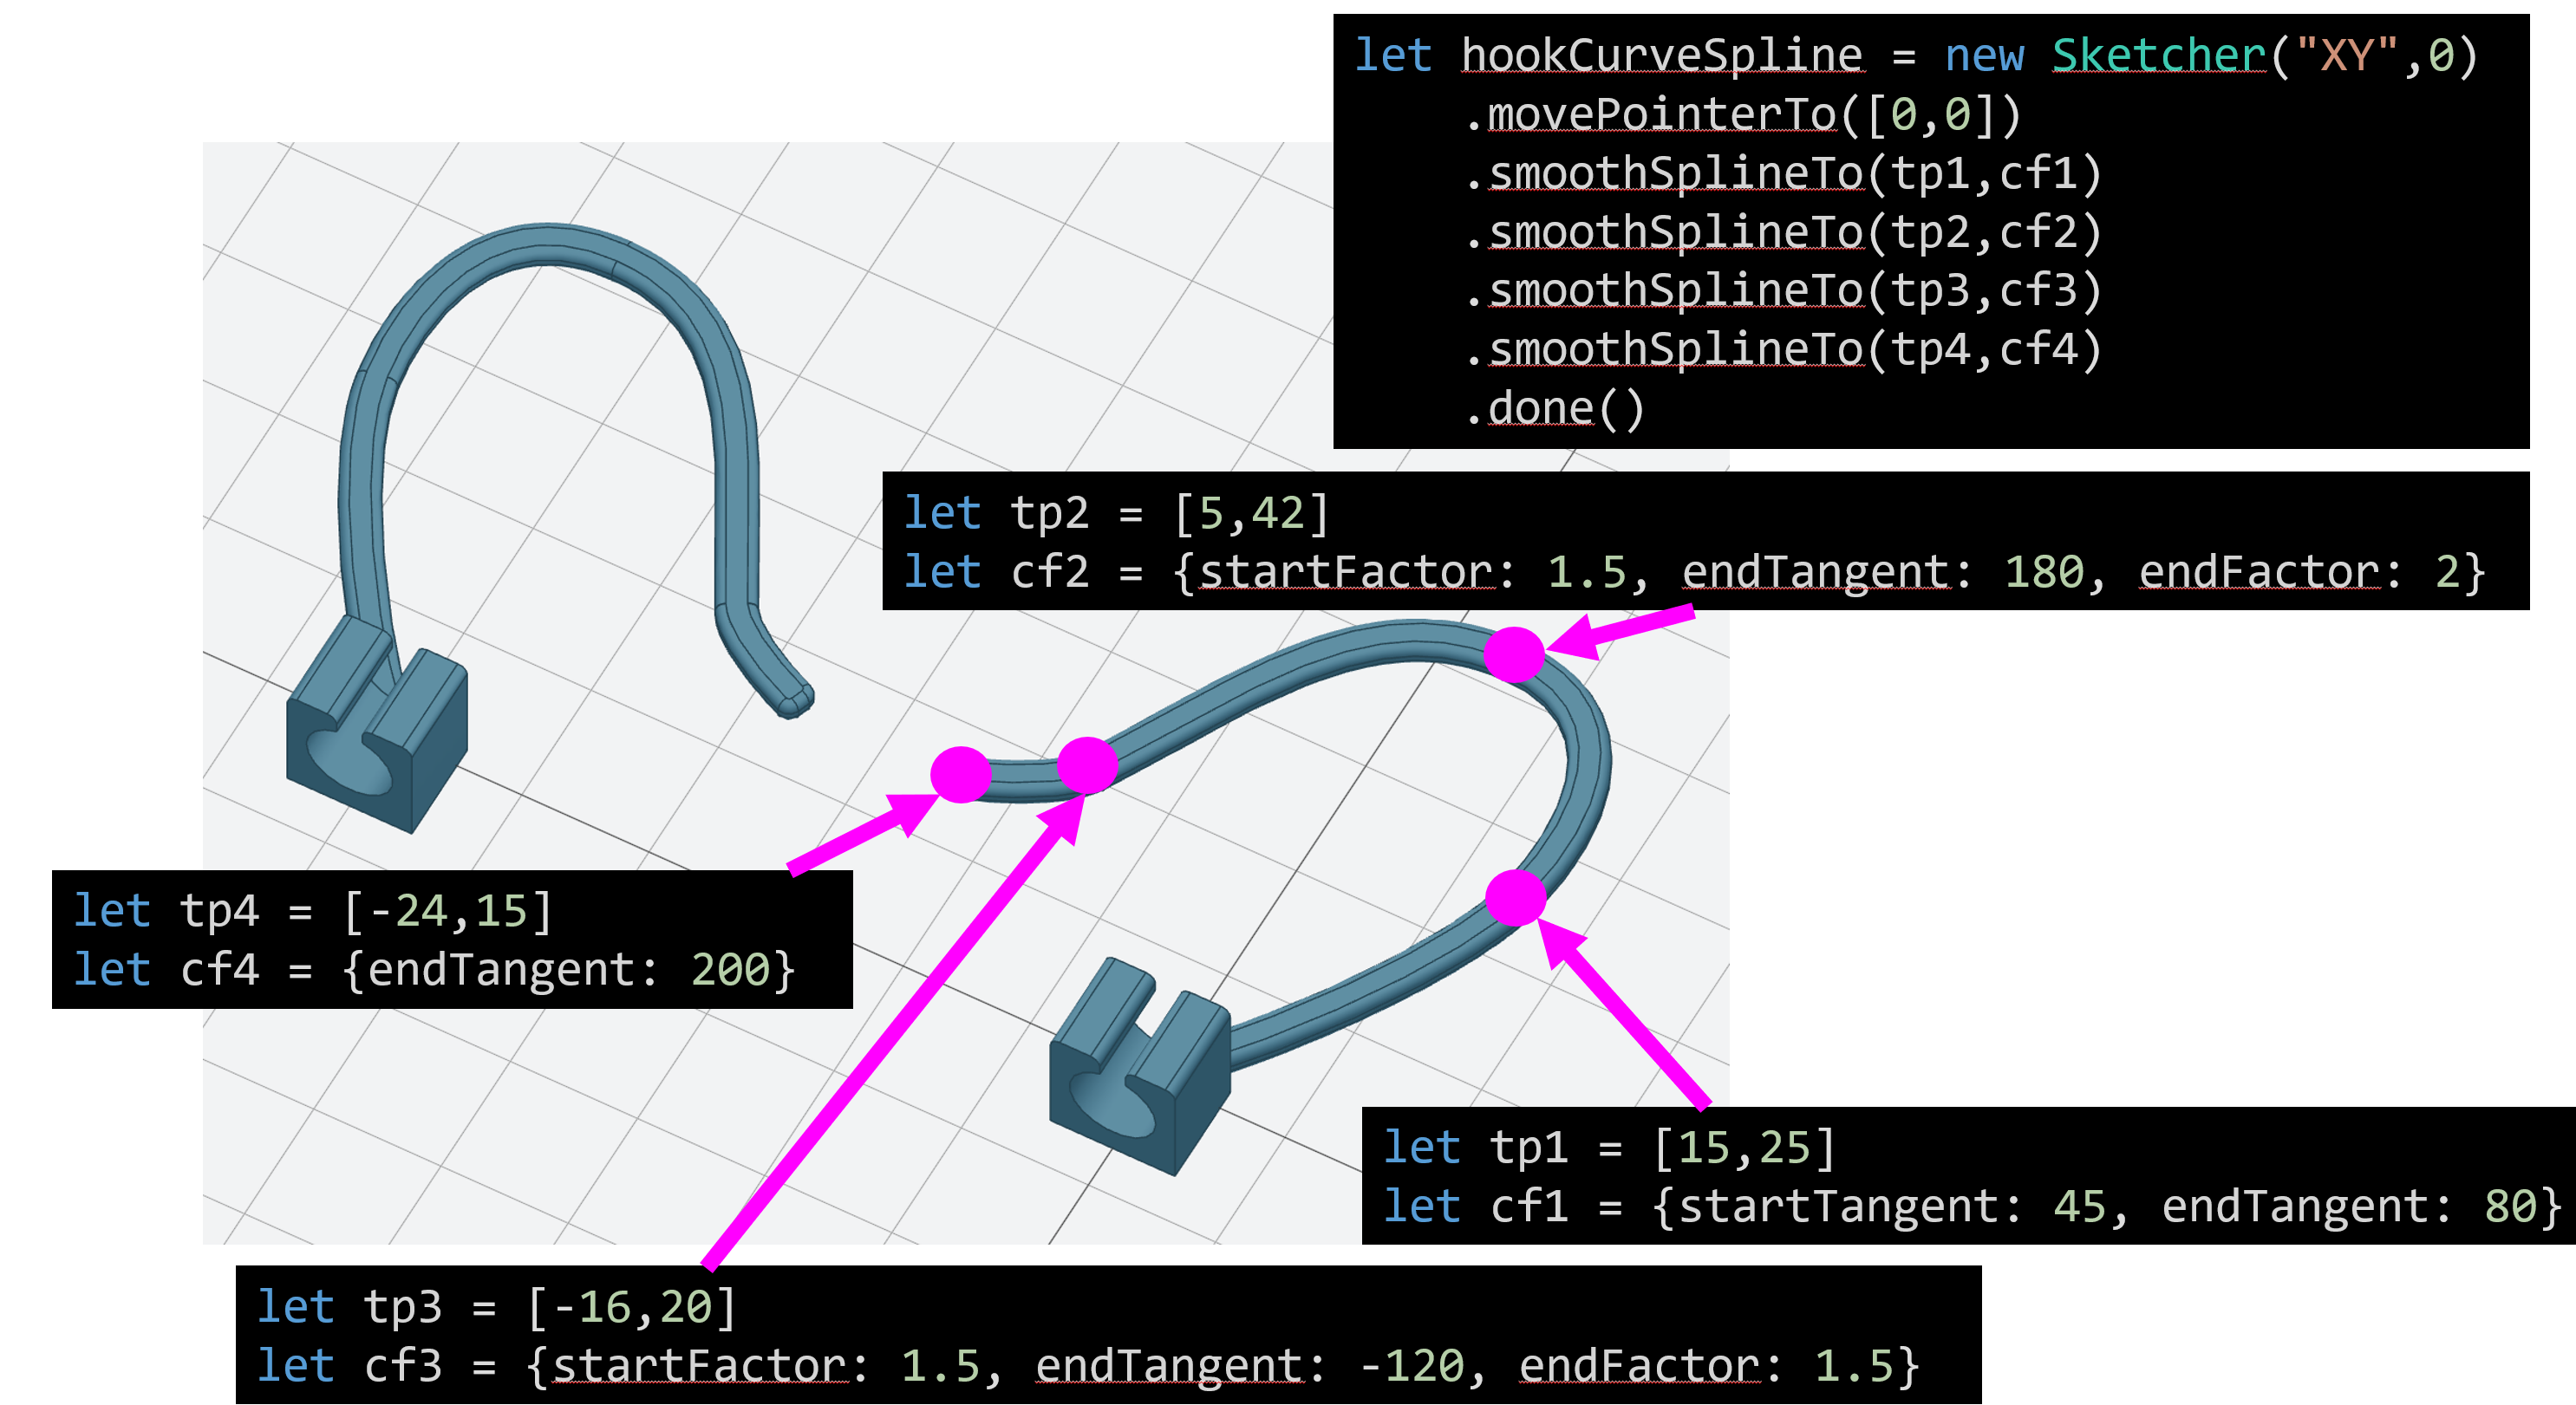 let hookCurveSpline = new Sketcher("XY",0)
.movePointerTo([0,0])
.smoothSplineTo(tp1,cf1)
.smoothSplineTo(tp2,cf2)
.smoothSplineTo(tp3,cf3)
.smoothSplineTo(tp4,cf4)
.done()
let tp2 = [5,42]
let cf2 = {startFactor: 1.5, endTangent: 180, endFactor: 2}
let tp4 = [-24,15]
let cf4 = {endTangent: 200}
let tp1 = [15,25]
let cf1 = {startTangent: 45, endTangent: 80}
let tp3 = [-16,20]
let cf3 = {startFactor: 1.5, endTangent: -120, endFactor: 1.5}